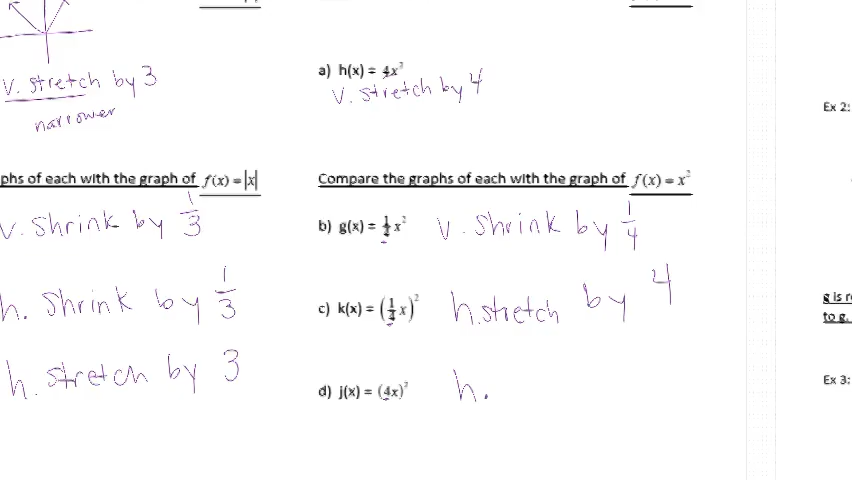 v. stretch by 3
narrower
a) h(x) = 4x²
v. stretch by 4
Ex 2:
phs of each with the graph of f(x) = |x|
v. shrink by 1/3
h. shrink by 1/3
h. stretch by 3
Compare the graphs of each with the graph of f(x) = x²
b) g(x) = 1/4 x² v. shrink by 1/4
c) k(x) = (1/4 x)² h. stretch by 4
d) j(x) = (4x)² h.
g is r
to g.
Ex 3: